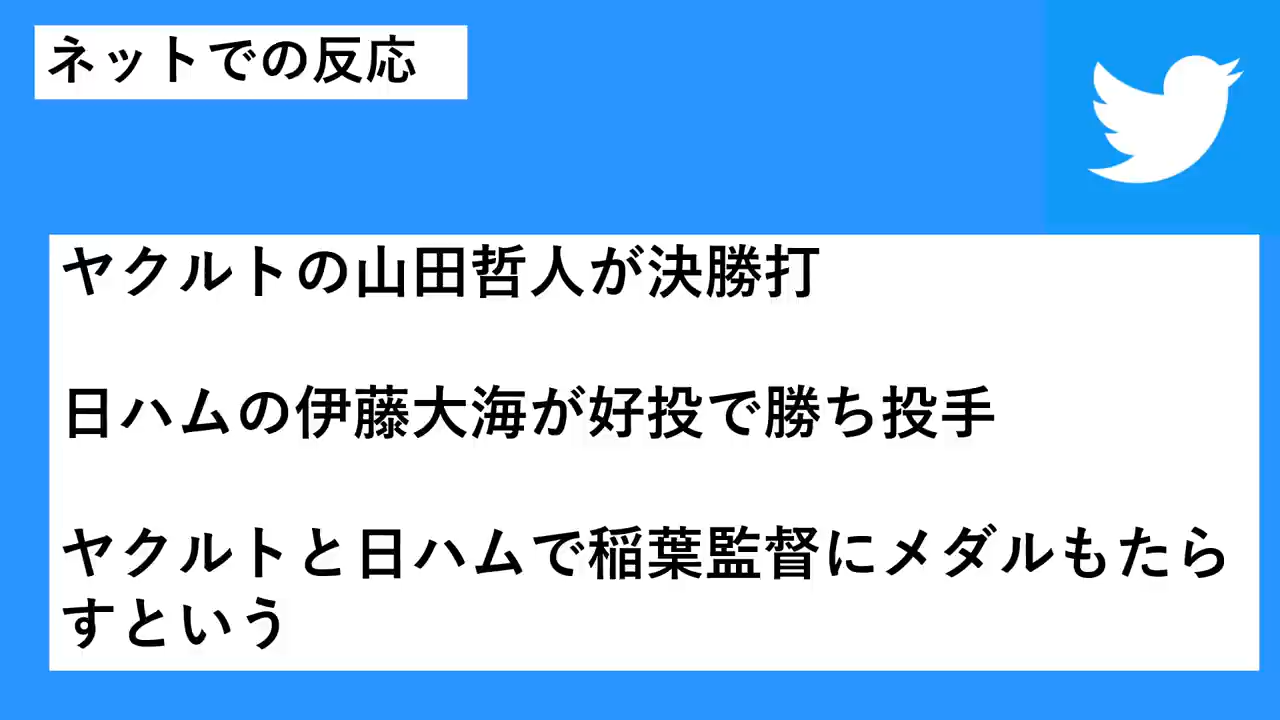 ネットでの反応
ヤクルトの山田哲人が決勝打
日ハムの伊藤大海が好投で勝ち投手
ヤクルトと日ハムで稲葉監督にメダルもたら
すという